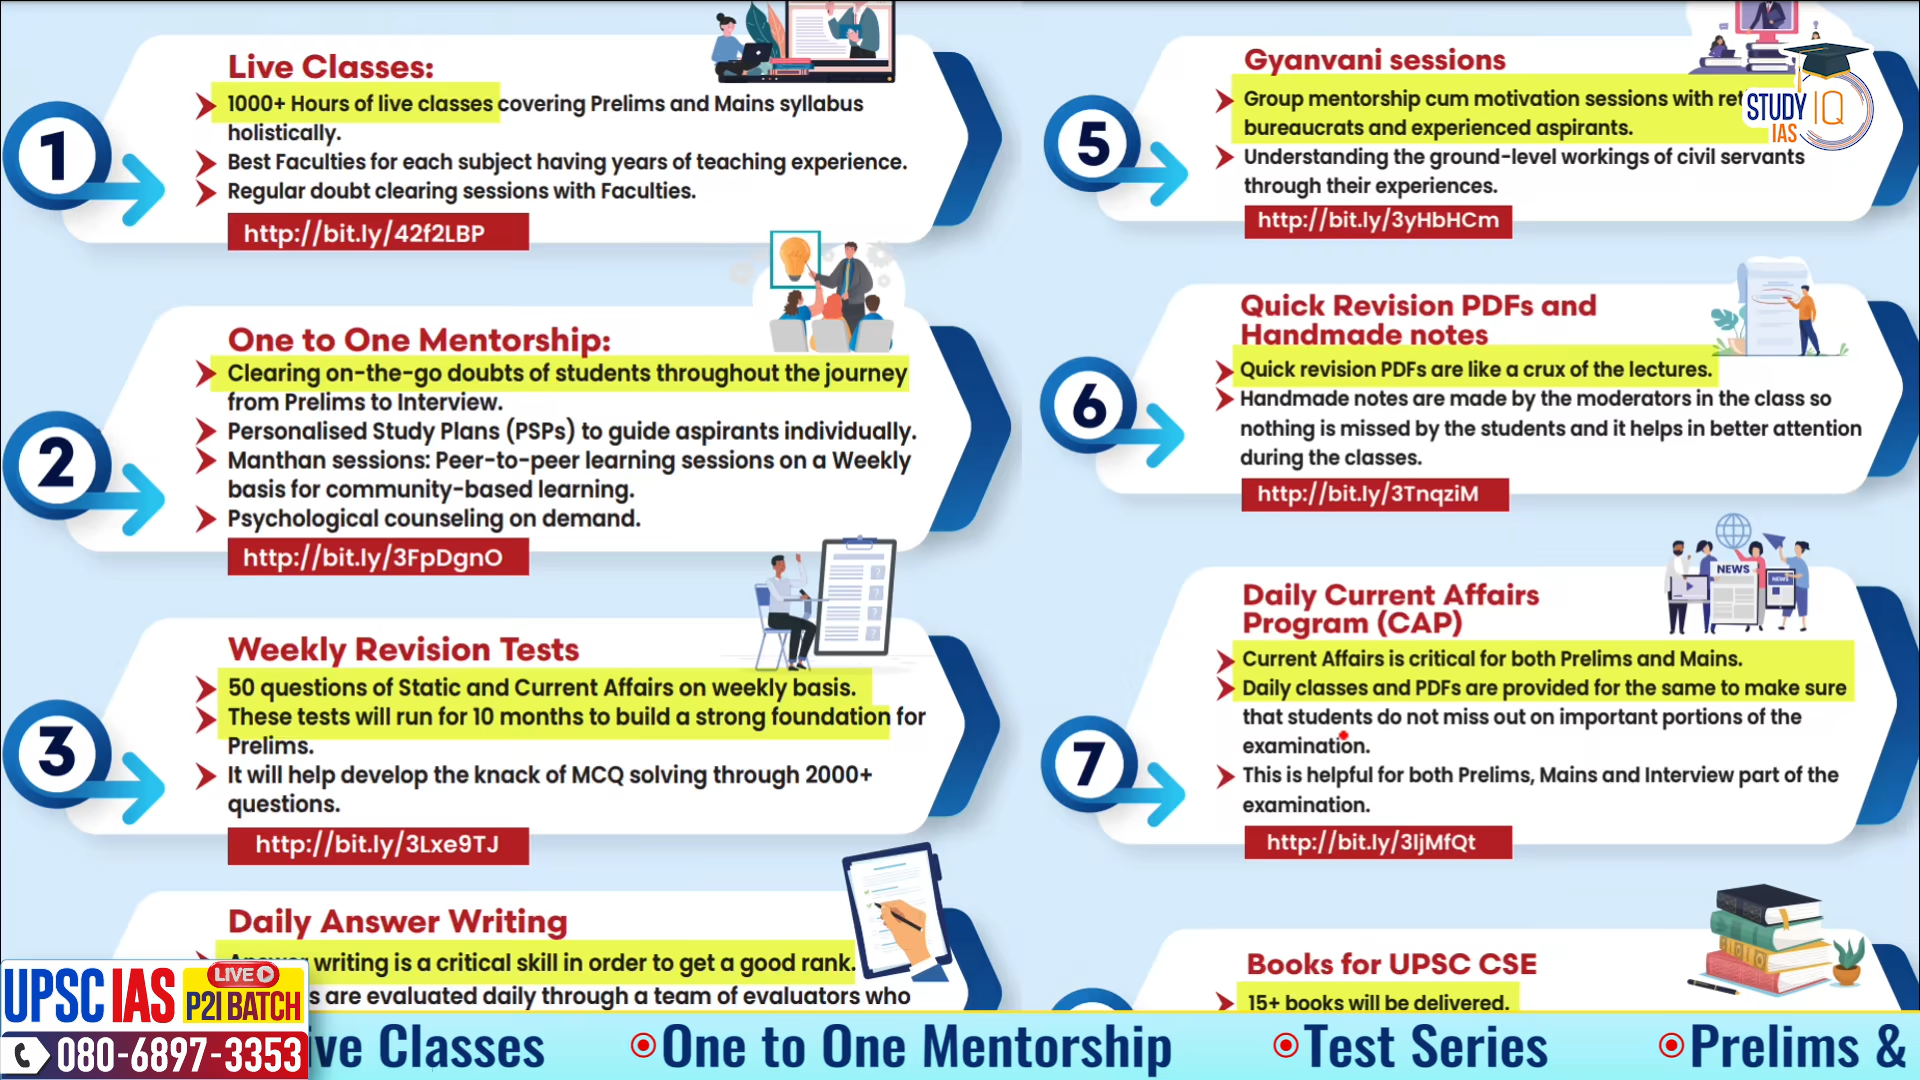 Live Classes:
1000+ Hours of live classes covering Prelims and Mains syllabus
holistically.
Best Faculties for each subject having years of teaching experience.
Regular doubt clearing sessions with Faculties.
http://bit.ly/42f2LBP
1
One to One Mentorship:
Clearing on-the-go doubts of students throughout the journey
from Prelims to Interview.
Personalised Study Plans (PSPs) to guide aspirants individually.
Manthan sessions: Peer-to-peer learning sessions on a Weekly
basis for community-based learning.
Psychological counseling on demand.
http://bit.ly/3FpDgnO
2
Weekly Revision Tests
50 questions of Static and Current Affairs on weekly basis.
These tests will run for 10 months to build a strong foundation for
Prelims.
It will help develop the knack of MCQ solving through 2000+
questions.
http://bit.ly/3Lxe9TJ
3
Daily Answer Writing
writing is a critical skill in order to get a good rank.
are evaluated daily through a team of evaluators who
Gyanvani sessions
Group mentorship cum motivation sessions with
bureaucrats and experienced aspirants.
Understanding the ground-level workings of civil servants
through their experiences.
http://bit.ly/3yHbHCm
5
STUDY IQ
IAS
Quick Revision PDFs and
Handmade notes
Quick revision PDFs are like a crux of the lectures.
Handmade notes are made by the moderators in the class so
nothing is missed by the students and it helps in better attention
during the classes.
http://bit.ly/3TnqziM
6
NEWS
NEWS
Daily Current Affairs
Program (CAP)
Current Affairs is critical for both Prelims and Mains.
Daily classes and PDFs are provided for the same to make sure
that students do not miss out on important portions of the
examination.
This is helpful for both Prelims, Mains and Interview part of the
examination.
http://bit.ly/3ljMfQt
7
Books for UPSC CSE
15+ books will be delivered.
UPSC IAS LIVE P2I BATCH
080-6897-3353
ive Classes One to One Mentorship Test Series Prelims &